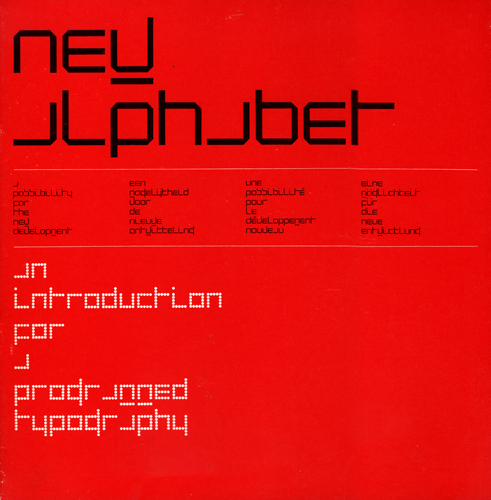 new
alphabet
a
possibility
for
the
new
development
een
mogelijkheid
voor
de
nieuwe
ontwikkeling
une
possibilité
pour
le
développement
nouveau
eine
möglichkeit
für
die
neue
entwicklung
an
introduction
for
a
programmed
typography